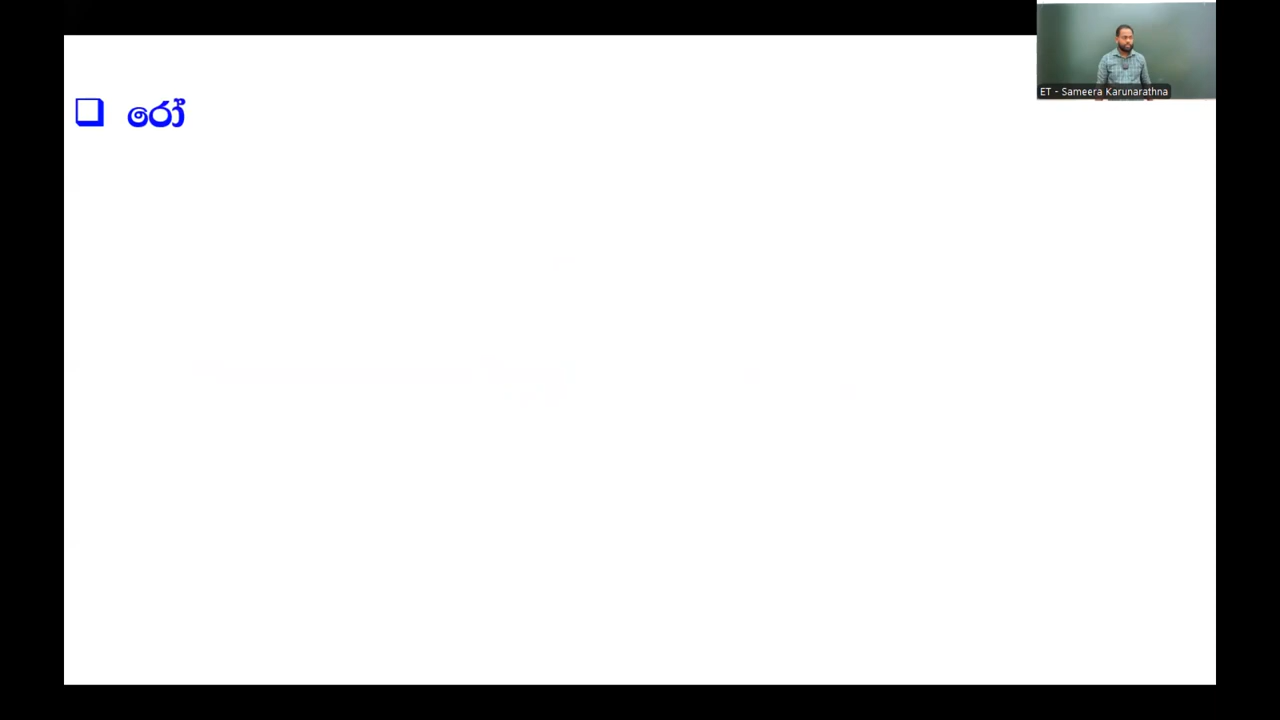 ET - Sameera Karunarathna
❑ රෝ